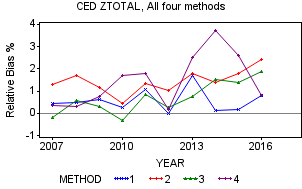 CED ZTOTAL, All four methods
Relative Bias %
4
3
2
1
0
-1
2007
2010
2013
2016
YEAR
METHOD 1 2 3 4